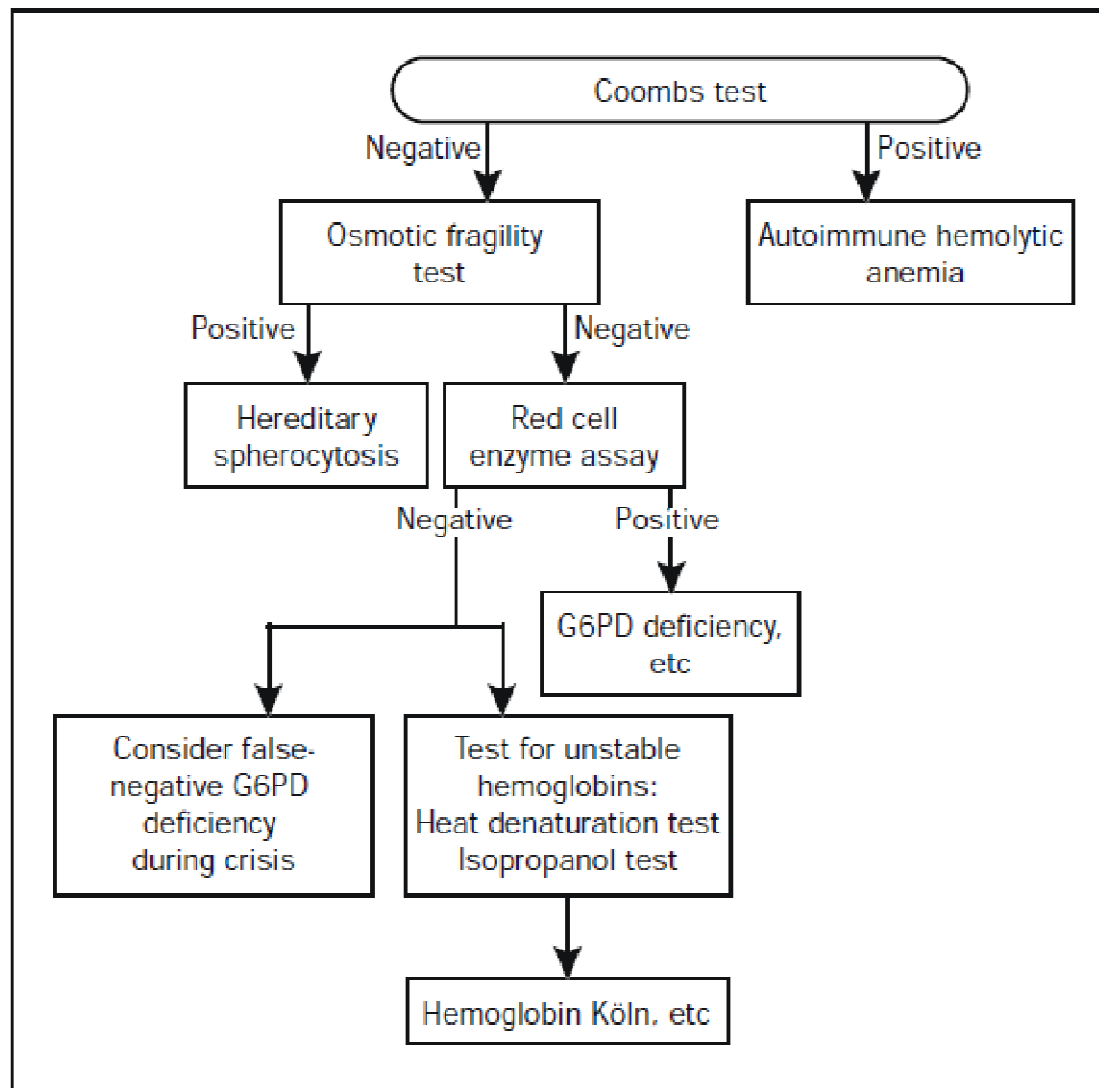 Coombs test
Negative
Positive
Osmotic fragility
test
Autoimmune hemolytic
anemia
Positive
Negative
Hereditary
spherocytosis
Red cell
enzyme assay
Negative
Positive
G6PD deficiency,
etc
Consider false-
negative G6PD
deficiency
during crisis
Test for unstable
hemoglobins:
Heat denaturation test
Isopropanol test
Hemoglobin Köln, etc